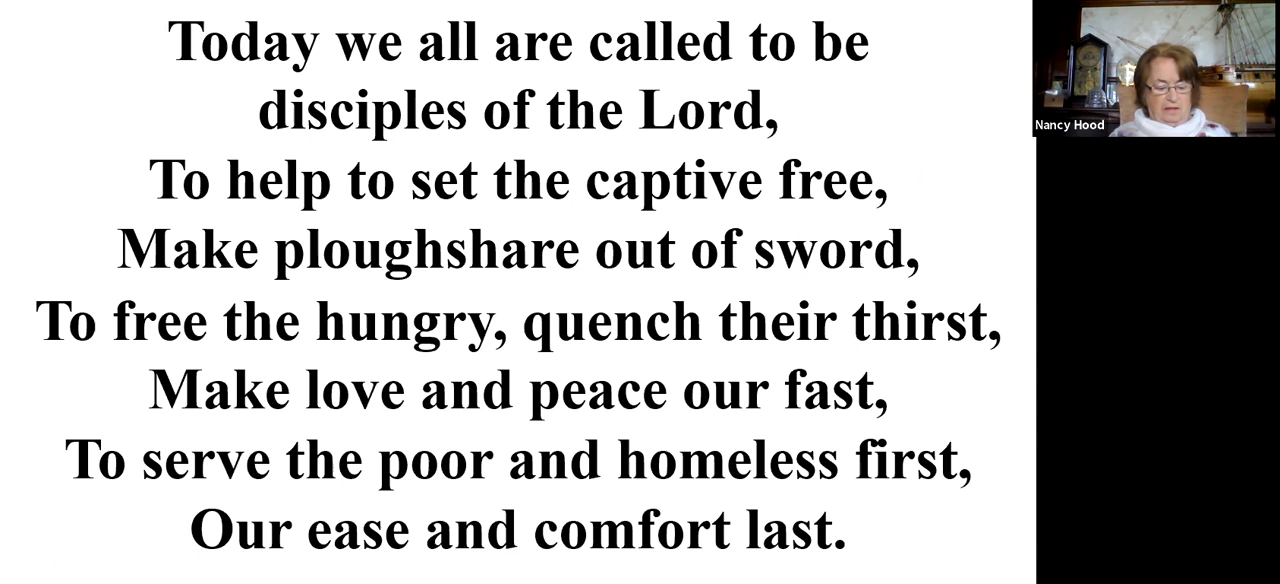 Today we all are called to be
disciples of the Lord,
To help to set the captive free,
Make ploughshare out of sword,
To free the hungry, quench their thirst,
Make love and peace our fast,
To serve the poor and homeless first,
Our ease and comfort last.
Nancy Hood